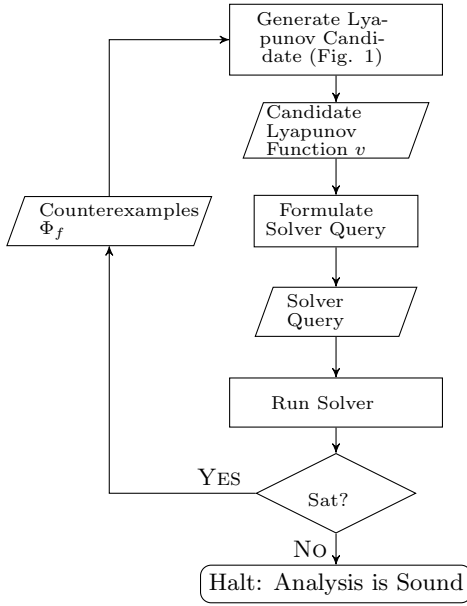 Generate Lya-
punov Candi-
date (Fig. 1)
Candidate
Lyapunov
Function v
Counterexamples
Φf
Formulate
Solver Query
Solver
Query
Run Solver
YES
Sat?
NO
Halt: Analysis is Sound